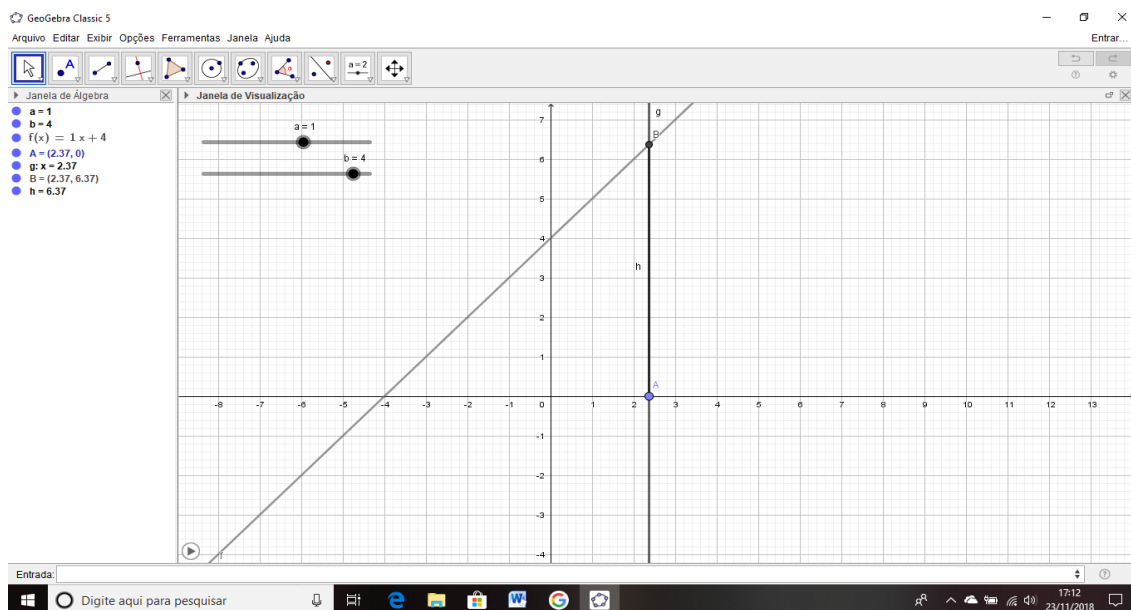 GeoGebra Classic 5
Arquivo Editar Exibir Opções Ferramentas Janela Ajuda
Entrar...
A
a = 2
Janela de Álgebra
Janela de Visualização
a = 1
b = 4
f(x) = 1 x + 4
A = (2.37, 0)
g: x = 2.37
B = (2.37, 6.37)
h = 6.37
a = 1
b = 4
g
B
h
A
f
7
6
5
4
3
2
1
-8 -7 -6 -5 -4 -3 -2 -1 0 1 2 3 4 5 6 7 8 9 10 11 12 13
-1
-2
-3
-4
Entrada:
Digite aqui para pesquisar
17:12
23/11/2018